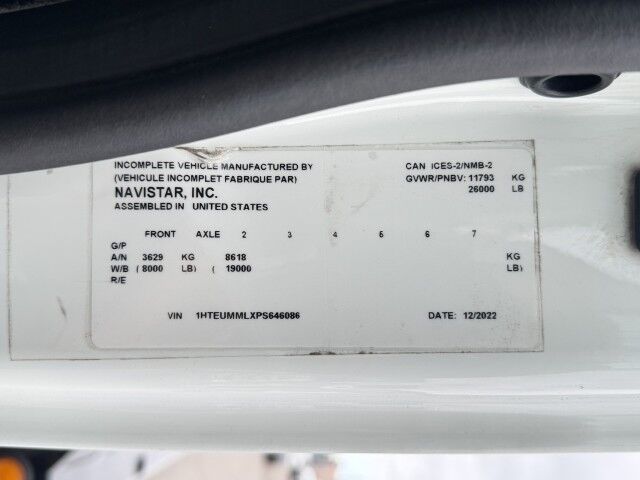 INCOMPLETE VEHICLE MANUFACTURED BY
(VEHICULE INCOMPLET FABRIQUE PAR)
NAVISTAR, INC.
ASSEMBLED IN UNITED STATES
CAN ICES-2/NMB-2
GVWR/PNBV: 11793 KG
26000 LB
FRONT AXLE 2 3 4 5 6 7
G/P
A/N 3629 KG 8618 KG
W/B ( 8000 LB) ( 19000 LB)
R/E
VIN 1HTEUMMLXPS646086 DATE: 12/2022